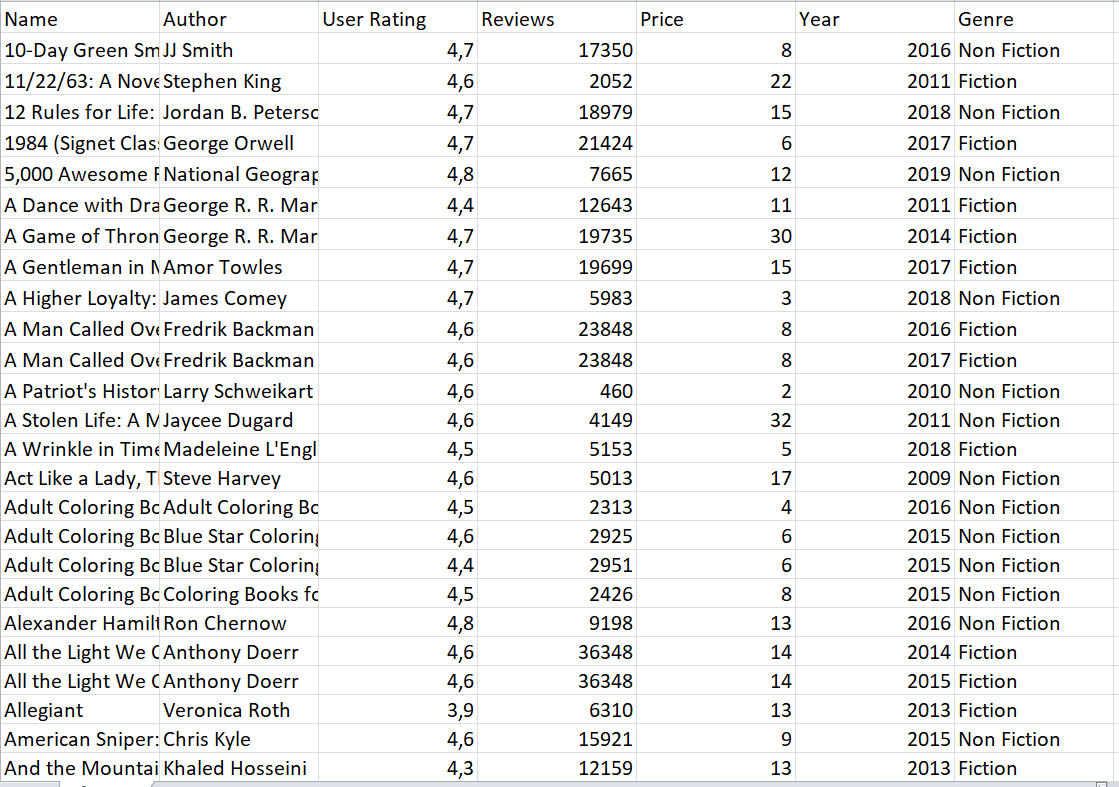 Name Author User Rating Reviews Price Year Genre
10-Day Green Sm JJ Smith 4,7 17350 8 2016 Non Fiction
11/22/63: A Nove Stephen King 4,6 2052 22 2011 Fiction
12 Rules for Life: Jordan B. Peterso 4,7 18979 15 2018 Non Fiction
1984 (Signet Clas George Orwell 4,7 21424 6 2017 Fiction
5,000 Awesome F National Geograp 4,8 7665 12 2019 Non Fiction
A Dance with Dra George R. R. Mar 4,4 12643 11 2011 Fiction
A Game of Thron George R. R. Mar 4,7 19735 30 2014 Fiction
A Gentleman in M Amor Towles 4,7 19699 15 2017 Fiction
A Higher Loyalty: James Comey 4,7 5983 3 2018 Non Fiction
A Man Called Ove Fredrik Backman 4,6 23848 8 2016 Fiction
A Man Called Ove Fredrik Backman 4,6 23848 8 2017 Fiction
A Patriot's Histor Larry Schweikart 4,6 460 2 2010 Non Fiction
A Stolen Life: A M Jaycee Dugard 4,6 4149 32 2011 Non Fiction
A Wrinkle in Time Madeleine L'Engl 4,5 5153 5 2018 Fiction
Act Like a Lady, T Steve Harvey 4,6 5013 17 2009 Non Fiction
Adult Coloring Bo Adult Coloring Bo 4,5 2313 4 2016 Non Fiction
Adult Coloring Bo Blue Star Coloring 4,6 2925 6 2015 Non Fiction
Adult Coloring Bo Blue Star Coloring 4,4 2951 6 2015 Non Fiction
Adult Coloring Bo Coloring Books fo 4,5 2426 8 2015 Non Fiction
Alexander Hamilt Ron Chernow 4,8 9198 13 2016 Non Fiction
All the Light We C Anthony Doerr 4,6 36348 14 2014 Fiction
All the Light We C Anthony Doerr 4,6 36348 14 2015 Fiction
Allegiant Veronica Roth 3,9 6310 13 2013 Fiction
American Sniper: Chris Kyle 4,6 15921 9 2015 Non Fiction
And the Mountai Khaled Hosseini 4,3 12159 13 2013 Fiction